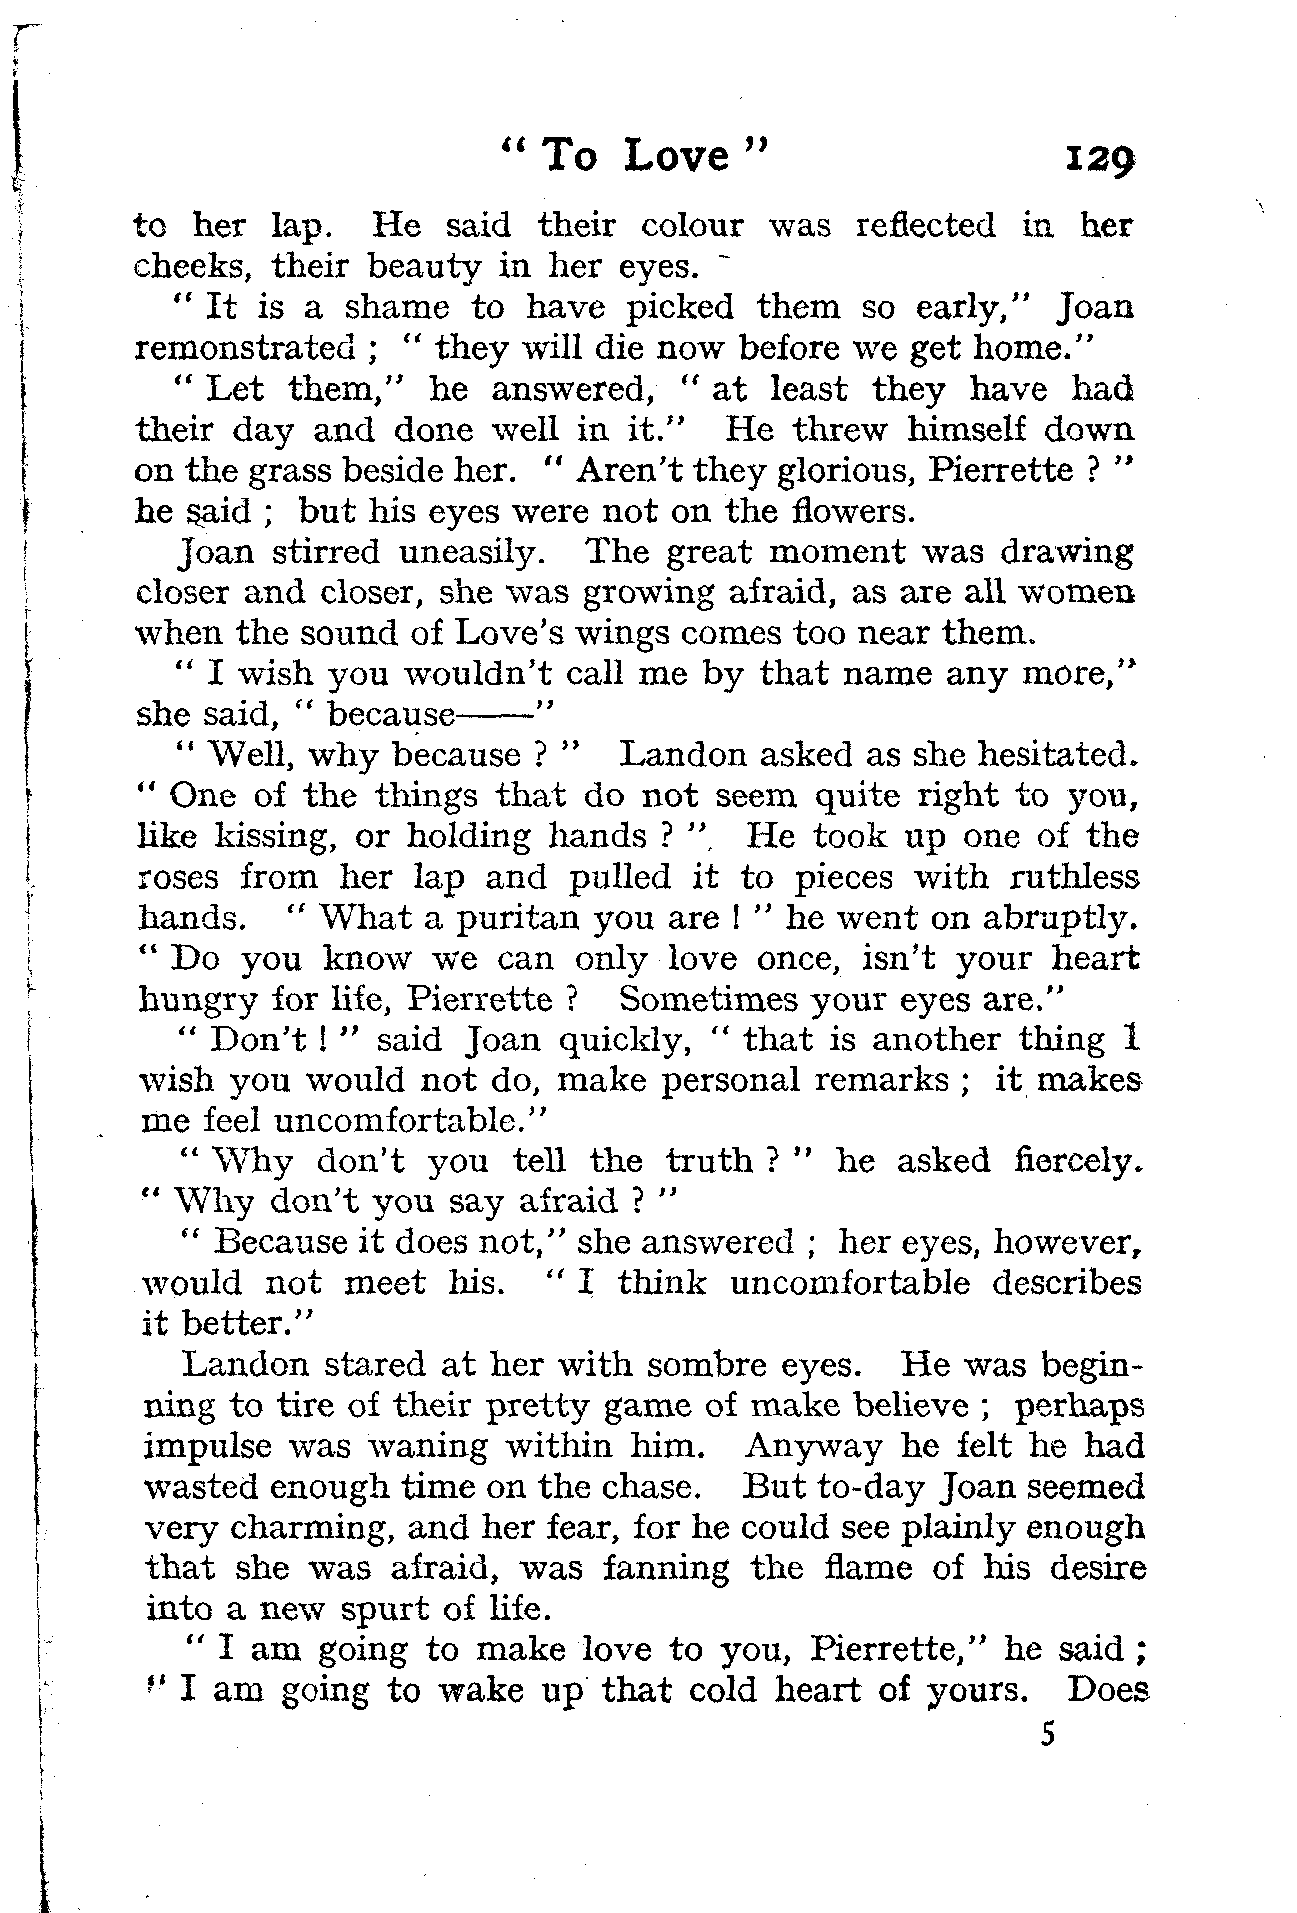 " To Love " 129
to her lap. He said their colour was reflected in her
cheeks, their beauty in her eyes.
" It is a shame to have picked them so early," Joan
remonstrated ; " they will die now before we get home."
" Let them," he answered, " at least they have had
their day and done well in it." He threw himself down
on the grass beside her. " Aren't they glorious, Pierrette ? "
he said ; but his eyes were not on the flowers.
Joan stirred uneasily. The great moment was drawing
closer and closer, she was growing afraid, as are all women
when the sound of Love's wings comes too near them.
" I wish you wouldn't call me by that name any more,"
she said, " because——"
" Well, why because ? " Landon asked as she hesitated.
" One of the things that do not seem quite right to you,
like kissing, or holding hands ? " He took up one of the
roses from her lap and pulled it to pieces with ruthless
hands. " What a puritan you are ! " he went on abruptly.
" Do you know we can only love once, isn't your heart
hungry for life, Pierrette ? Sometimes your eyes are."
" Don't ! " said Joan quickly, " that is another thing I
wish you would not do, make personal remarks ; it makes
me feel uncomfortable."
" Why don't you tell the truth ? " he asked fiercely.
" Why don't you say afraid ? "
" Because it does not," she answered ; her eyes, however,
would not meet his. " I think uncomfortable describes
it better."
Landon stared at her with sombre eyes. He was begin-
ning to tire of their pretty game of make believe ; perhaps
impulse was waning within him. Anyway he felt he had
wasted enough time on the chase. But to-day Joan seemed
very charming, and her fear, for he could see plainly enough
that she was afraid, was fanning the flame of his desire
into a new spurt of life.
" I am going to make love to you, Pierrette," he said ;
" I am going to wake up that cold heart of yours. Does
5